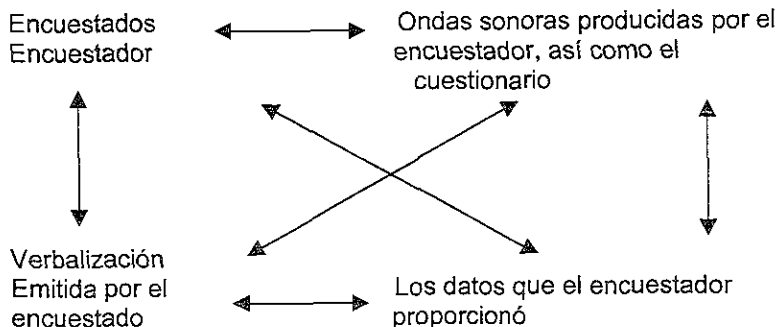 Encuestados
Encuestador
Ondas sonoras producidas por el
encuestador, así como el
cuestionario
Verbalización
Emitida por el
encuestado
Los datos que el encuestador
proporcionó